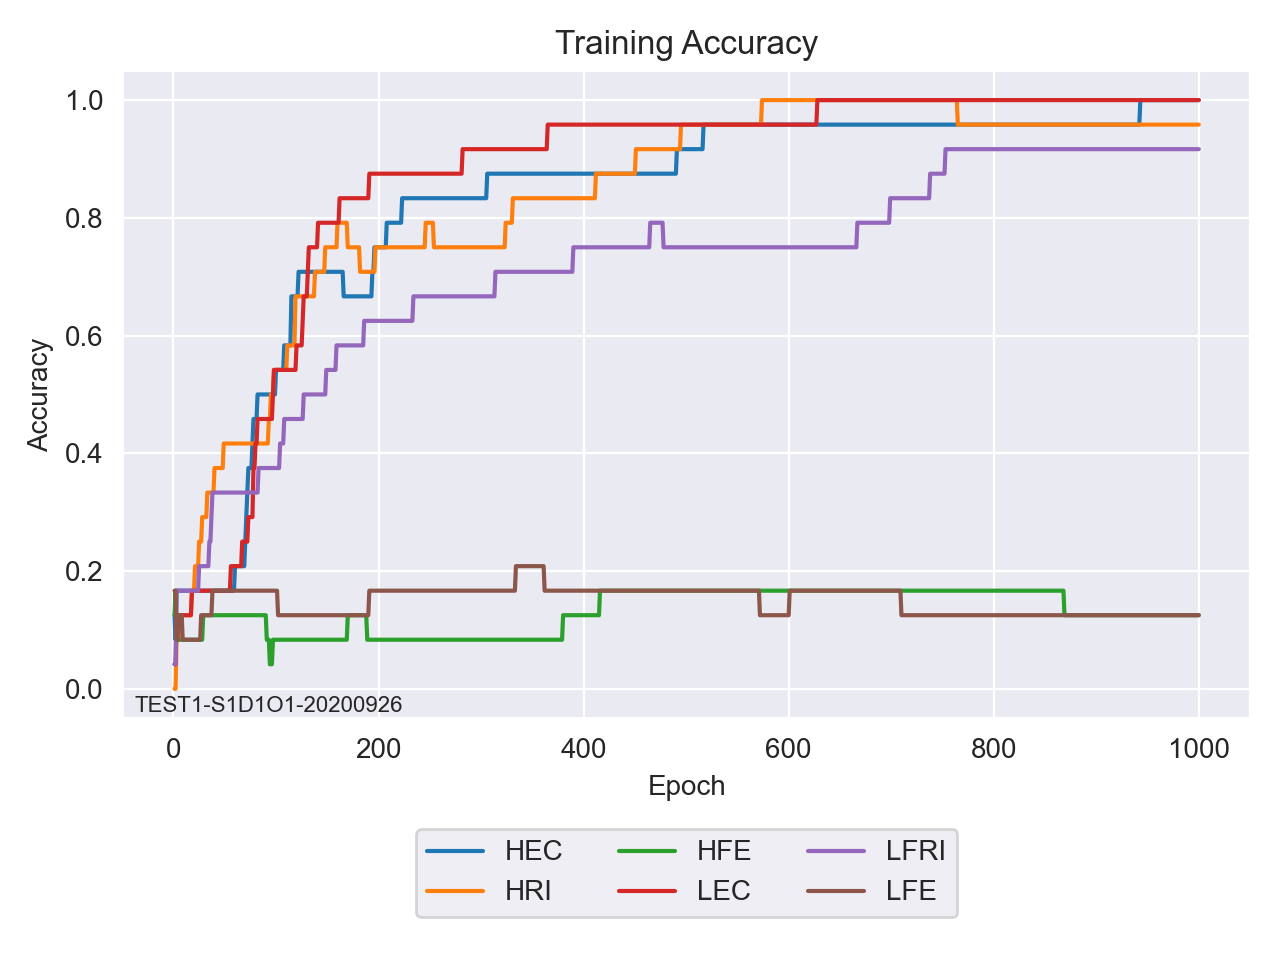 Training Accuracy
1.0
0.8
0.6
0.4
0.2
0.0
Accuracy
TEST1-S1D1O1-20200926
0 200 400 600 800 1000
Epoch
HEC HFE LFRI
HRI LEC LFE